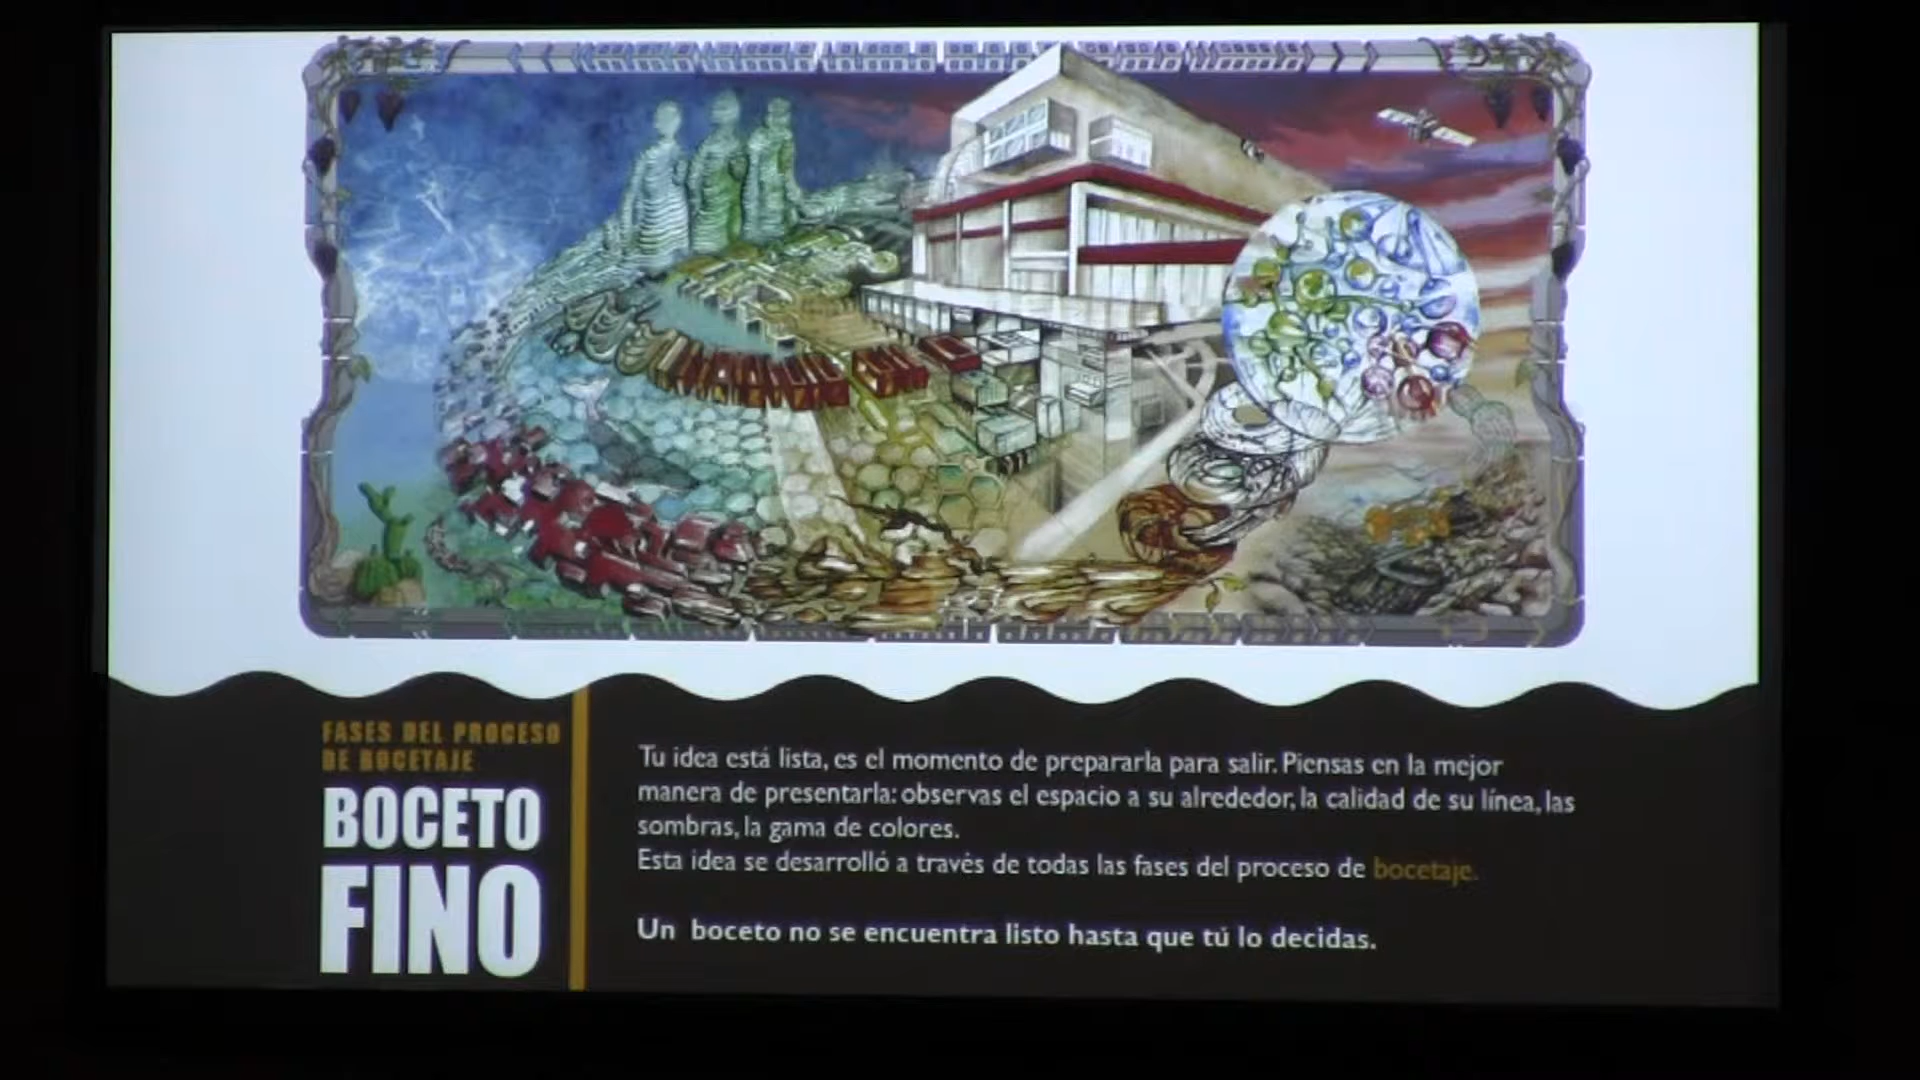 FASES DEL PROCESO
DE BOCETAJE
BOCETO
FINO
Tu idea está lista, es el momento de prepararla para salir. Piensas en la mejor
manera de presentarla: observas el espacio a su alrededor, la calidad de su línea, las
sombras, la gama de colores.
Esta idea se desarrolló a través de todas las fases del proceso de bocetaje.
Un boceto no se encuentra listo hasta que tú lo decidas.